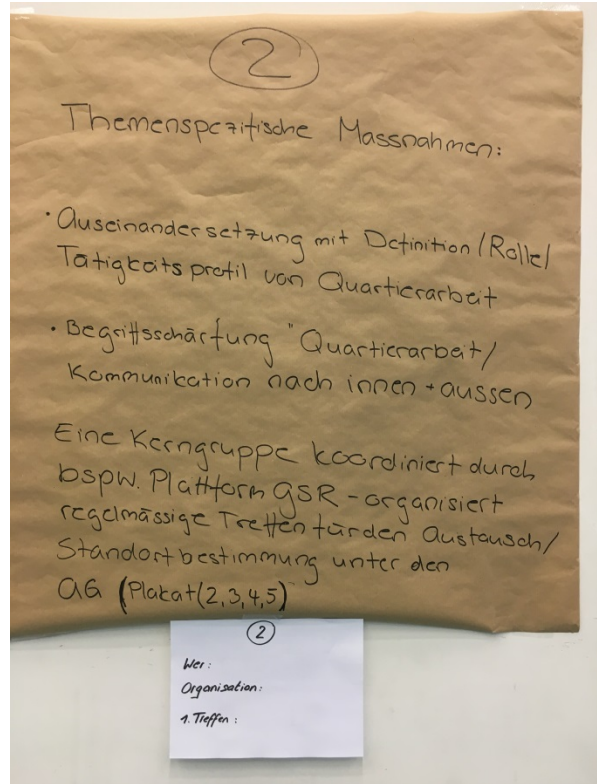 2
Themenspezifische Massnahmen:
· Auseinandersetzung mit Definition/Rolle/
Tätigkeitsprofil von Quartierarbeit
· Begriffsschärfung "Quartierarbeit/
Kommunikation nach innen + aussen
Eine Kerngruppe koordiniert durch
bspw. Plattform GSR - organisiert
regelmässige Treffen für den Austausch/
Standortbestimmung unter den
AG (Plakat(2,3,4,5)
2
Wer:
Organisation:
1. Treffen: